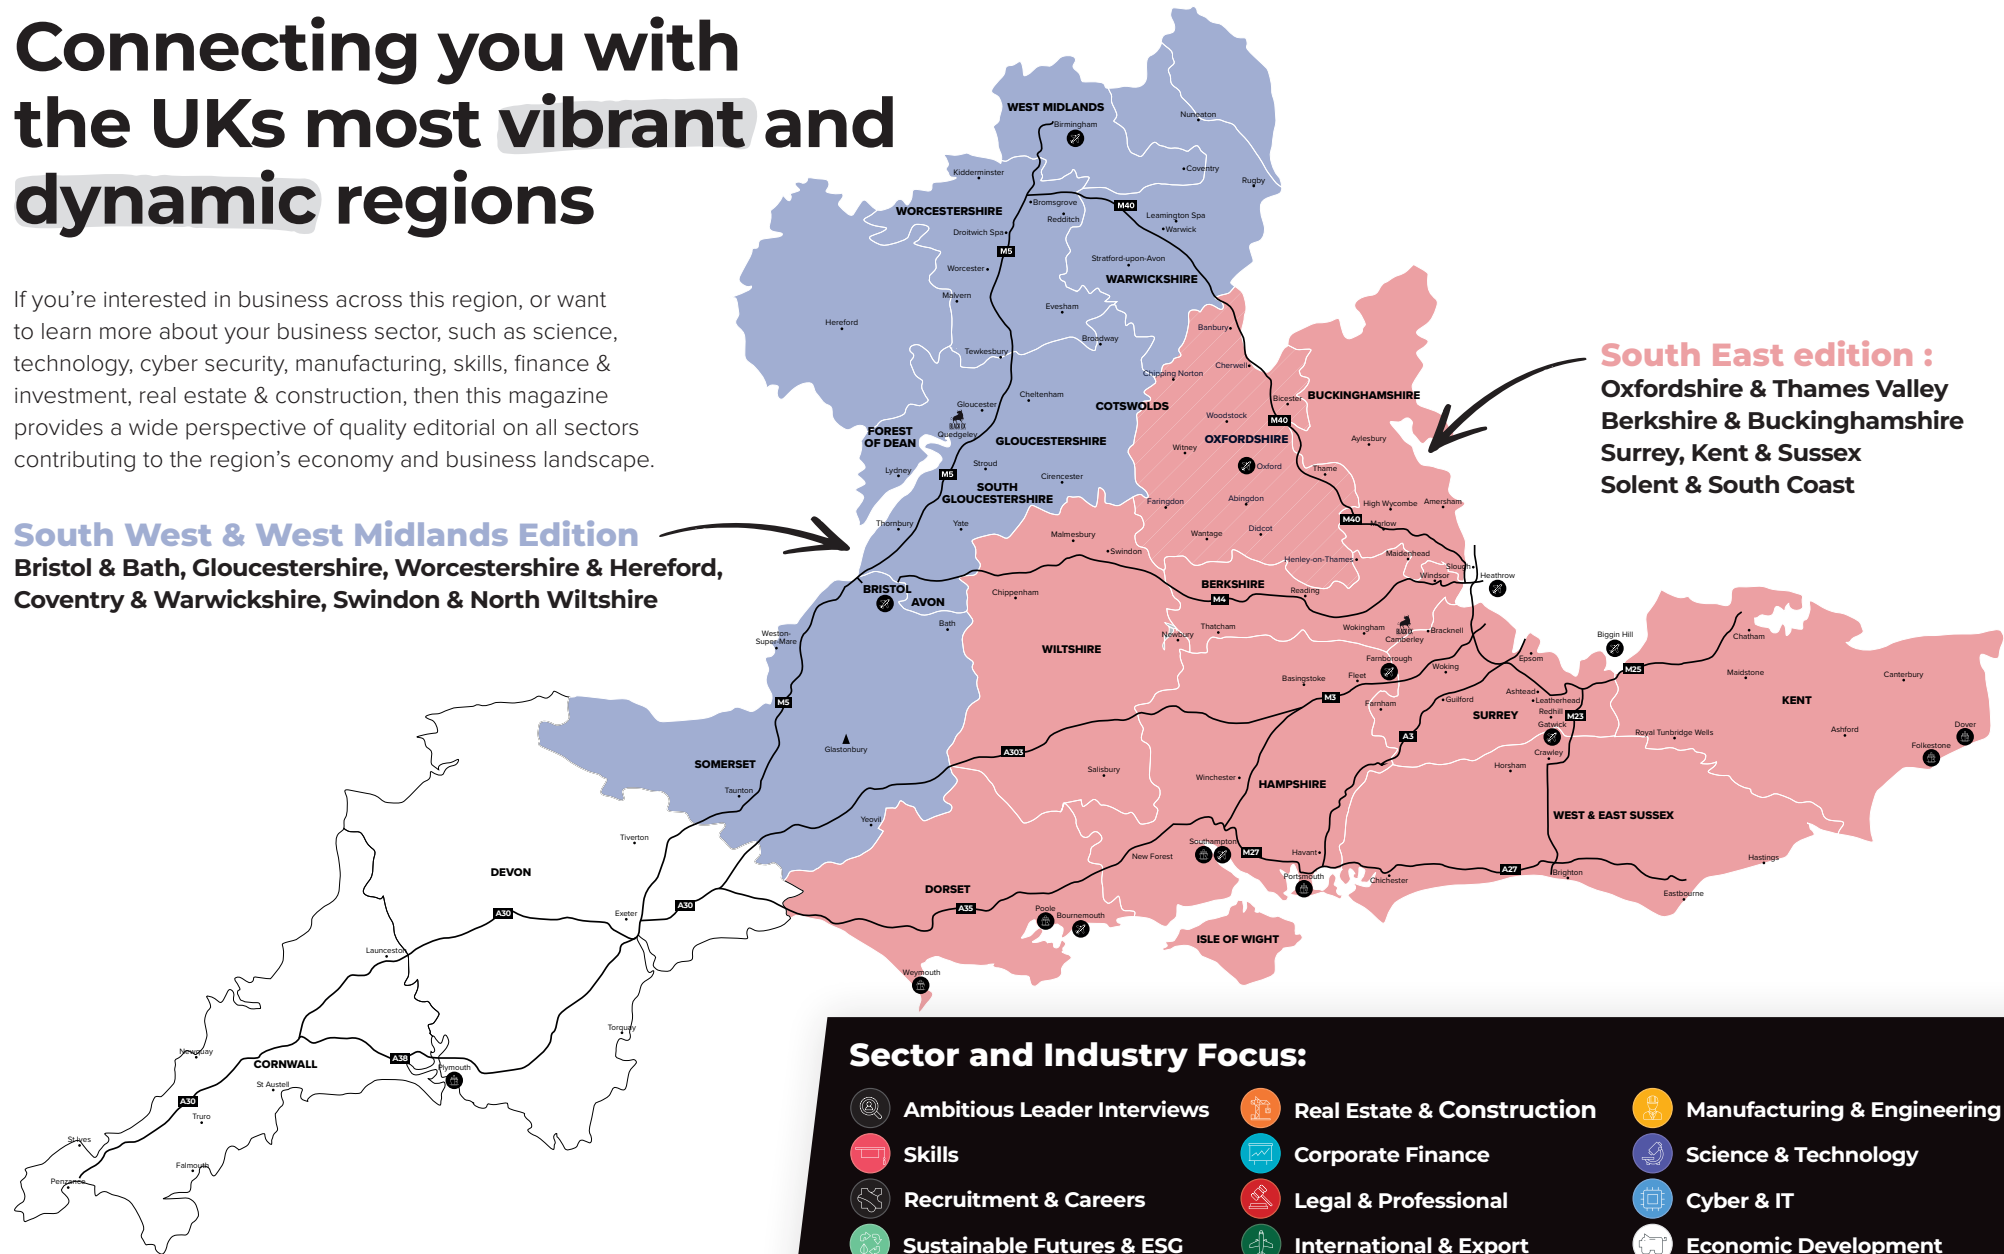 Connecting you with
the UKs most vibrant and
dynamic regions
If you’re interested in business across this region, or want
to learn more about your business sector, such as science,
technology, cyber security, manufacturing, skills, finance &
investment, real estate & construction, then this magazine
provides a wide perspective of quality editorial on all sectors
contributing to the region’s economy and business landscape.
South West & West Midlands Edition
Bristol & Bath, Gloucestershire, Worcestershire & Hereford,
Coventry & Warwickshire, Swindon & North Wiltshire
South East edition :
Oxfordshire & Thames Valley
Berkshire & Buckinghamshire
Surrey, Kent & Sussex
Solent & South Coast
WEST MIDLANDS
Birmingham
Nuneaton
Coventry
Rugby
Kidderminster
WORCESTERSHIRE
Bromsgrove
Redditch
M40
Leamington Spa
Warwick
Droitwich Spa
M5
Worcester
Stratford-upon-Avon
WARWICKSHIRE
Malvern
Evesham
Hereford
Broadway
Tewkesbury
Banbury
Cherwell
Chipping Norton
Cheltenham
COTSWOLDS
Gloucester
BLACK OX
Quedgeley
FOREST
OF DEAN
GLOUCESTERSHIRE
Lydney
Stroud
M5
Cirencester
SOUTH
GLOUCESTERSHIRE
Thornbury
Yate
Bicester
BUCKINGHAMSHIRE
Woodstock
M40
OXFORDSHIRE
Aylesbury
Witney
Oxford
Thame
Faringdon
Abingdon
High Wycombe
Amersham
M40
Marlow
Wantage
Didcot
Henley-on-Thames
Maidenhead
Slough
Windsor
Heathrow
Malmesbury
Swindon
BERKSHIRE
M4
Reading
Chippenham
BRISTOL
AVON
Bath
Weston-
Super-Mare
Newbury
Thatcham
Wokingham
BLACK OX
Camberley
Bracknell
WILTSHIRE
Farnborough
Fleet
Woking
Basingstoke
M3
Farnham
Guilford
Epsom
Ashtead
Leatherhead
Redhill
M23
SURREY
Gatwick
Crawley
Horsham
A3
Biggin Hill
M25
Chatham
Maidstone
Canterbury
KENT
Royal Tunbridge Wells
Ashford
Dover
Folkestone
M5
Glastonbury
A303
SOMERSET
Taunton
Salisbury
Winchester
HAMPSHIRE
Yeovil
WEST & EAST SUSSEX
Southampton
M27
Havant
New Forest
Portsmouth
Chichester
A27
Brighton
Hastings
Eastbourne
Tiverton
DEVON
DORSET
A35
Poole
Bournemouth
ISLE OF WIGHT
Weymouth
A30
Exeter
A30
Launceston
Torquay
Newquay
CORNWALL
A38
Plymouth
St Austell
A30
Truro
St Ives
Falmouth
Penzance
Sector and Industry Focus:
Ambitious Leader Interviews
Real Estate & Construction
Manufacturing & Engineering
Skills
Corporate Finance
Science & Technology
Recruitment & Careers
Legal & Professional
Cyber & IT
Sustainable Futures & ESG
International & Export
Economic Development